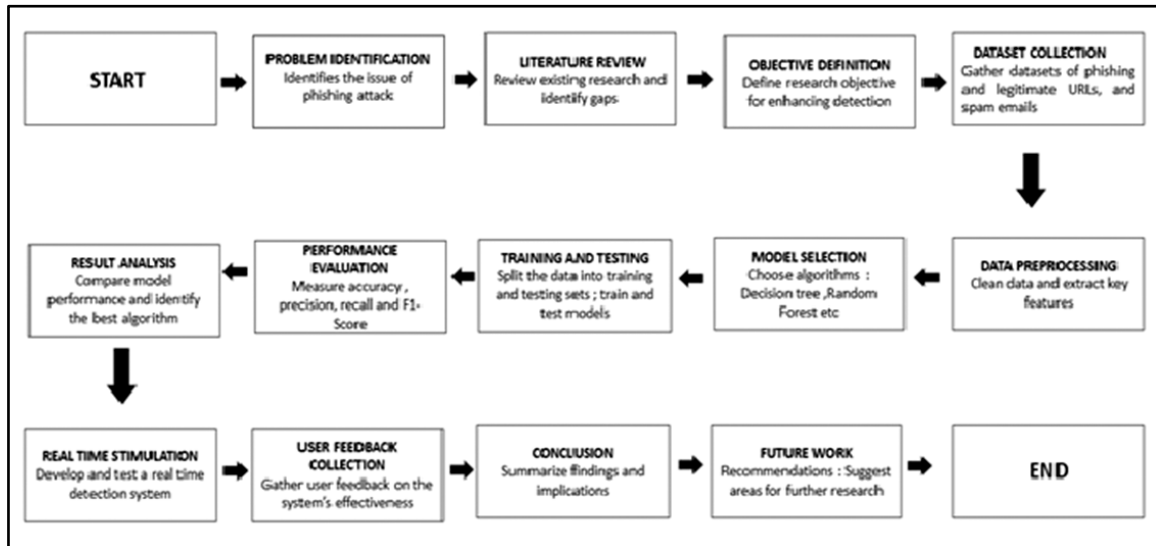 START
PROBLEM IDENTIFICATION
Identifies the issue of
phishing attack
LITERATURE REVIEW
Review existing research and
identify gaps
OBJECTIVE DEFINITION
Define research objective
for enhancing detection
DATASET COLLECTION
Gather datasets of phishing
and legitimate URLs, and
spam emails
DATA PREPROCESSING
Clean data and extract key
features
MODEL SELECTION
Choose algorithms :
Decision tree ,Random
Forest etc
TRAINING AND TESTING
Split the data into training
and testing sets ; train and
test models
PERFORMANCE
EVALUATION
Measure accuracy ,
precision, recall and F1-
Score
RESULT ANALYSIS
Compare model
performance and identify
the best algorithm
REAL TIME STIMULATION
Develop and test a real time
detection system
USER FEEDBACK
COLLECTION
Gather user feedback on the
system's effectiveness
CONCLUSION
Summarize findings and
implications
FUTURE WORK
Recommendations : Suggest
areas for further research
END